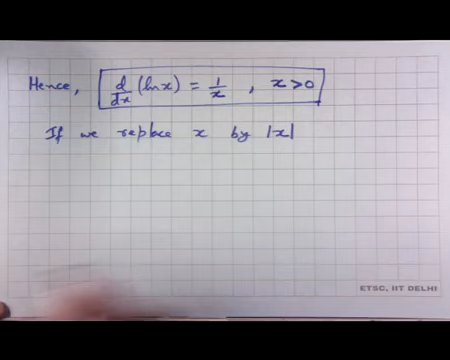 Hence, d/dx (ln x) = 1/x , x > 0
If we replace x by |x|
ETSC, IIT DELHI